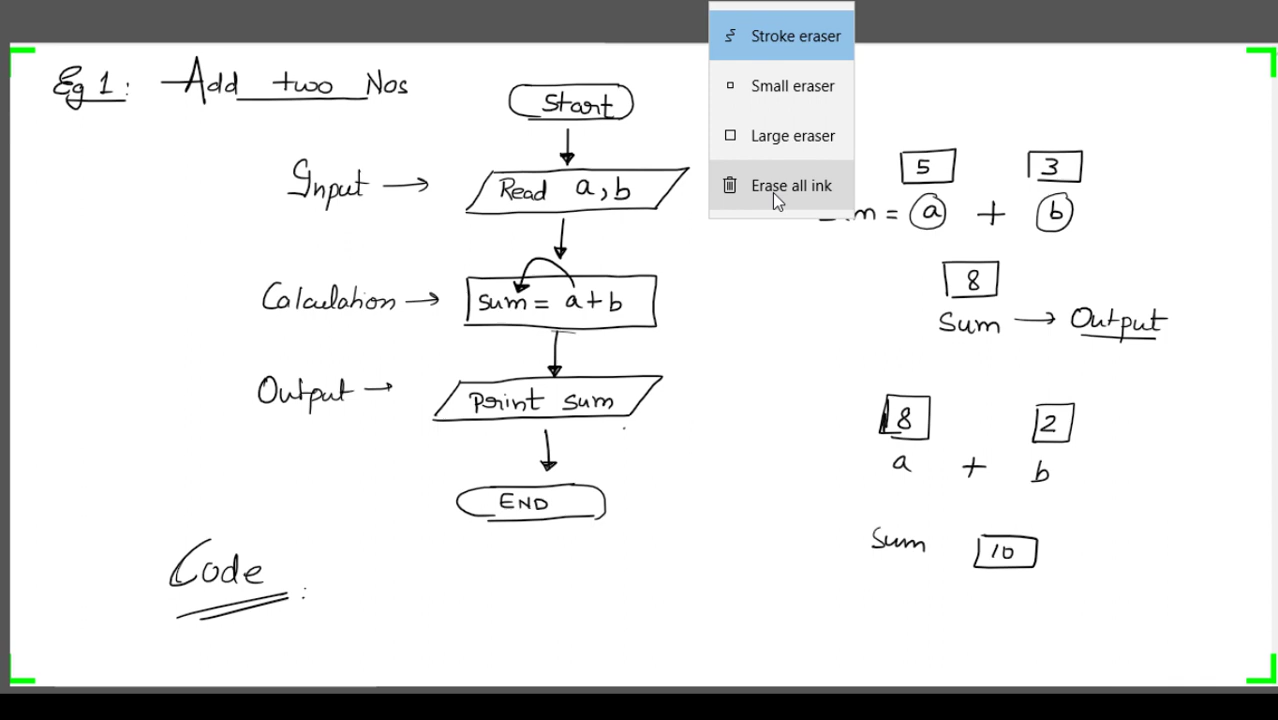 Eg 1: Add two Nos
Start
Input → Read a, b
Calculation → sum = a+b
Output → Print sum
END
Code :
Stroke eraser
Small eraser
Large eraser
Erase all ink
5 3
= a + b
8
Sum → Output
8 2
a + b
Sum 10